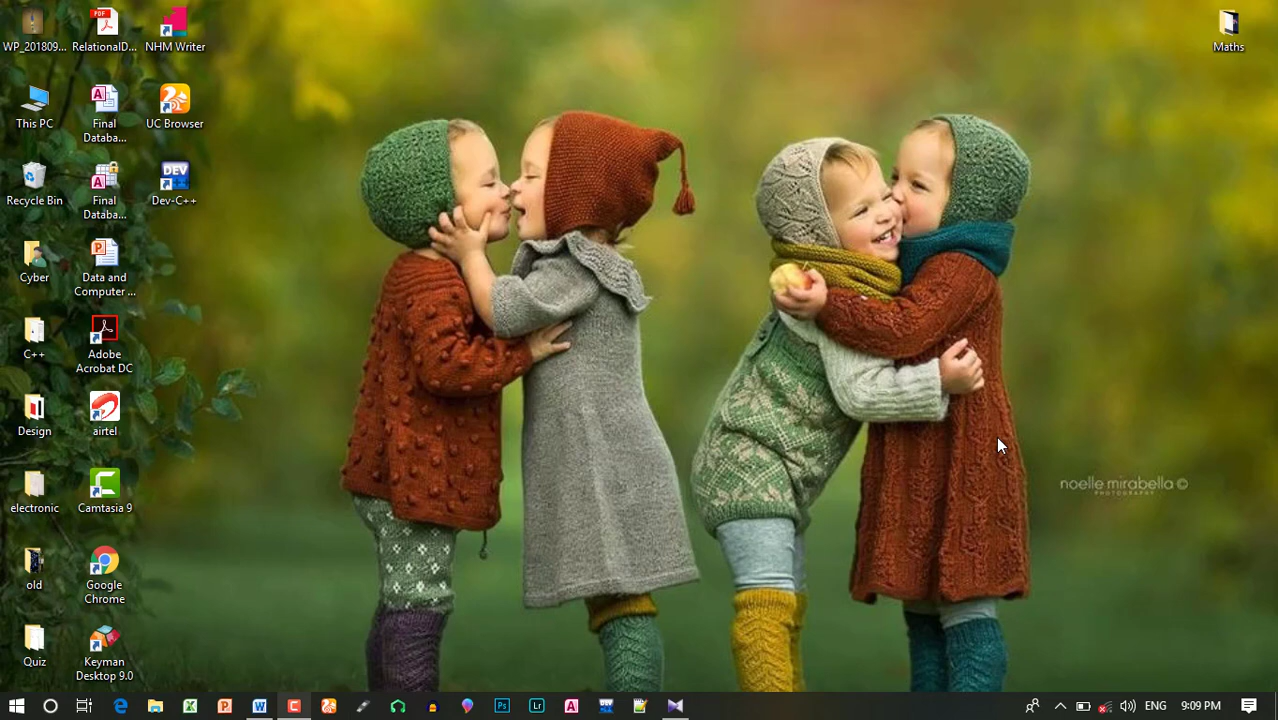 WP_201809...
RelationalD...
NHM Writer
Maths
This PC
Final
Databa...
UC Browser
Recycle Bin
Final
Databa...
DEV
Dev-C++
Cyber
Data and
Computer ...
C++
Adobe
Acrobat DC
Design
airtel
electronic
Camtasia 9
noelle mirabella ©
PHOTOGRAPHY
old
Google
Chrome
Quiz
Keyman
Desktop 9.0
ENG
9:09 PM